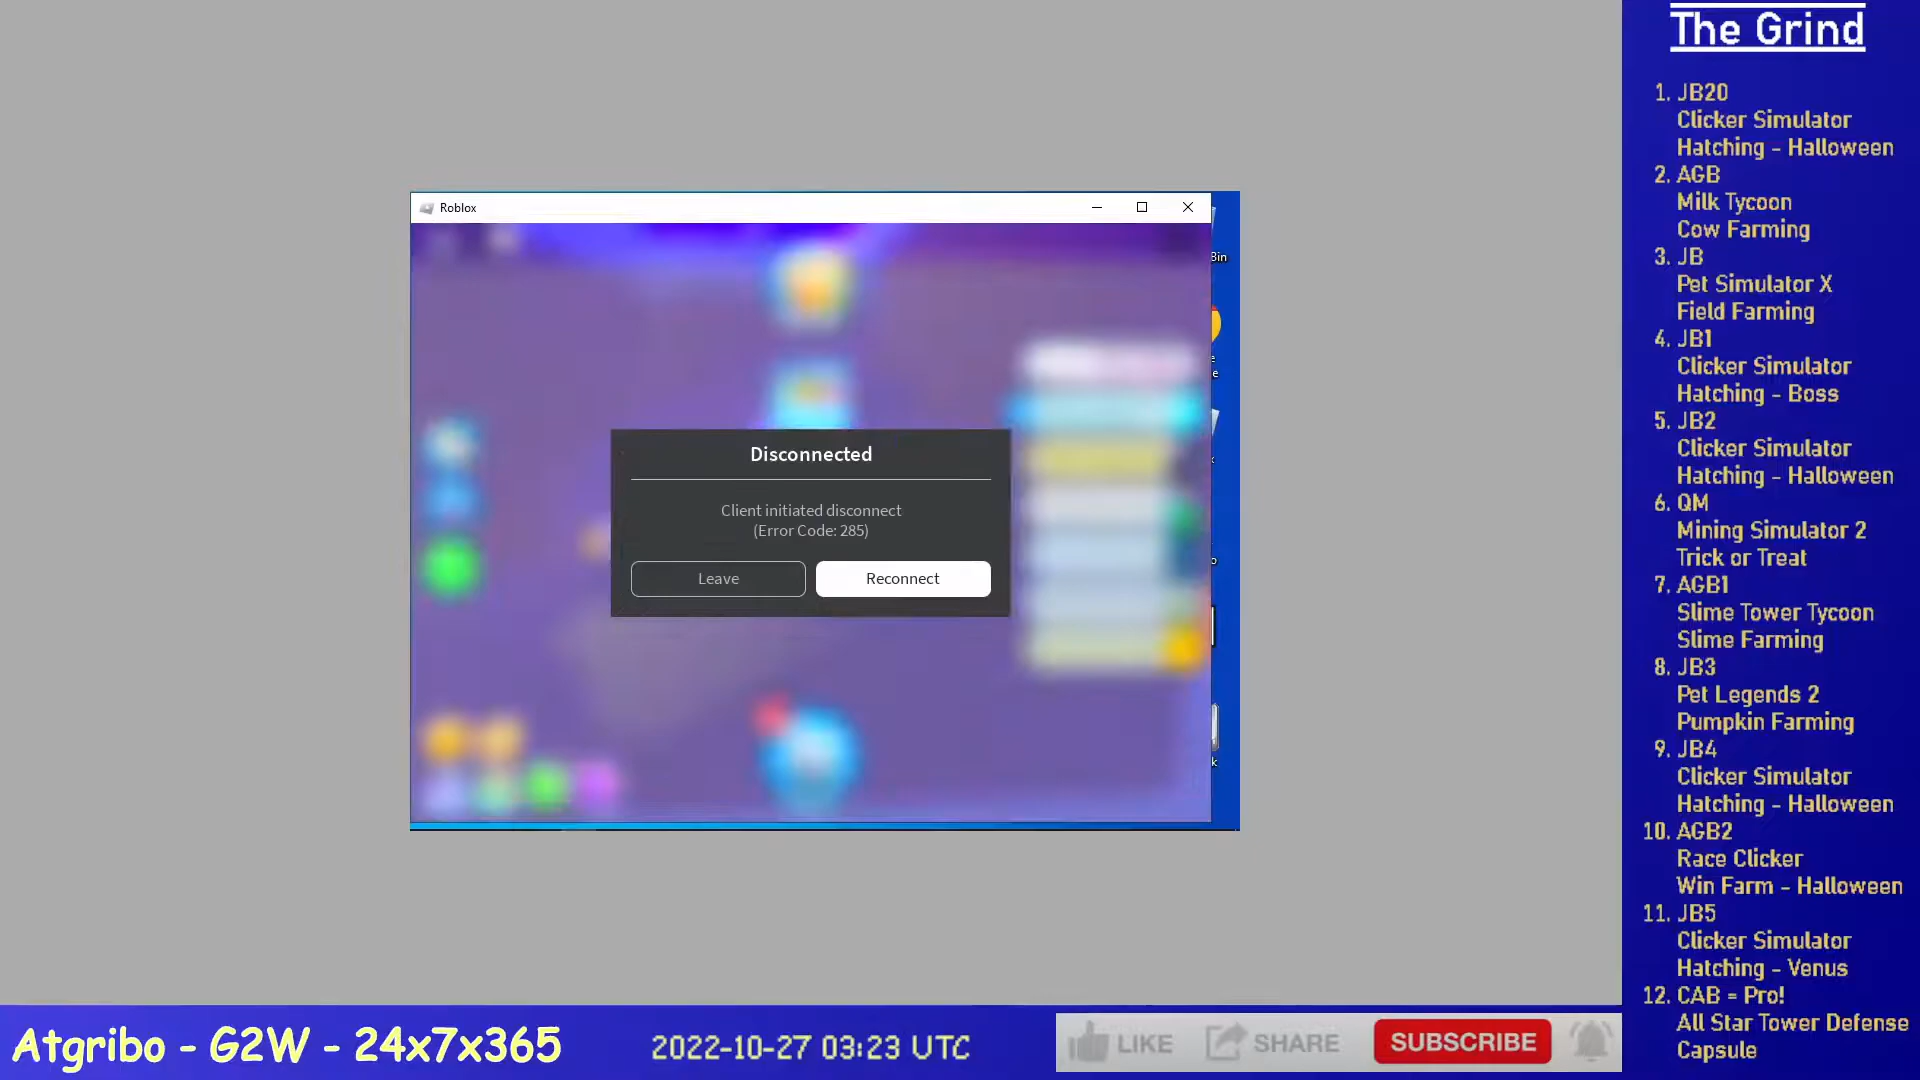 Roblox
Bin
Disconnected
Client initiated disconnect
(Error Code: 285)
Leave
Reconnect
The Grind
1. JB20
Clicker Simulator
Hatching - Halloween
2. AGB
Milk Tycoon
Cow Farming
3. JB
Pet Simulator X
Field Farming
4. JB1
Clicker Simulator
Hatching - Boss
5. JB2
Clicker Simulator
Hatching - Halloween
6. QM
Mining Simulator 2
Trick or Treat
7. AGB1
Slime Tower Tycoon
Slime Farming
8. JB3
Pet Legends 2
Pumpkin Farming
9. JB4
Clicker Simulator
Hatching - Halloween
10. AGB2
Race Clicker
Win Farm - Halloween
11. JB5
Clicker Simulator
Hatching - Venus
12. CAB = Pro!
All Star Tower Defense
Capsule
Atgribo - G2W - 24x7x365
2022-10-27 03:23 UTC
LIKE
SHARE
SUBSCRIBE